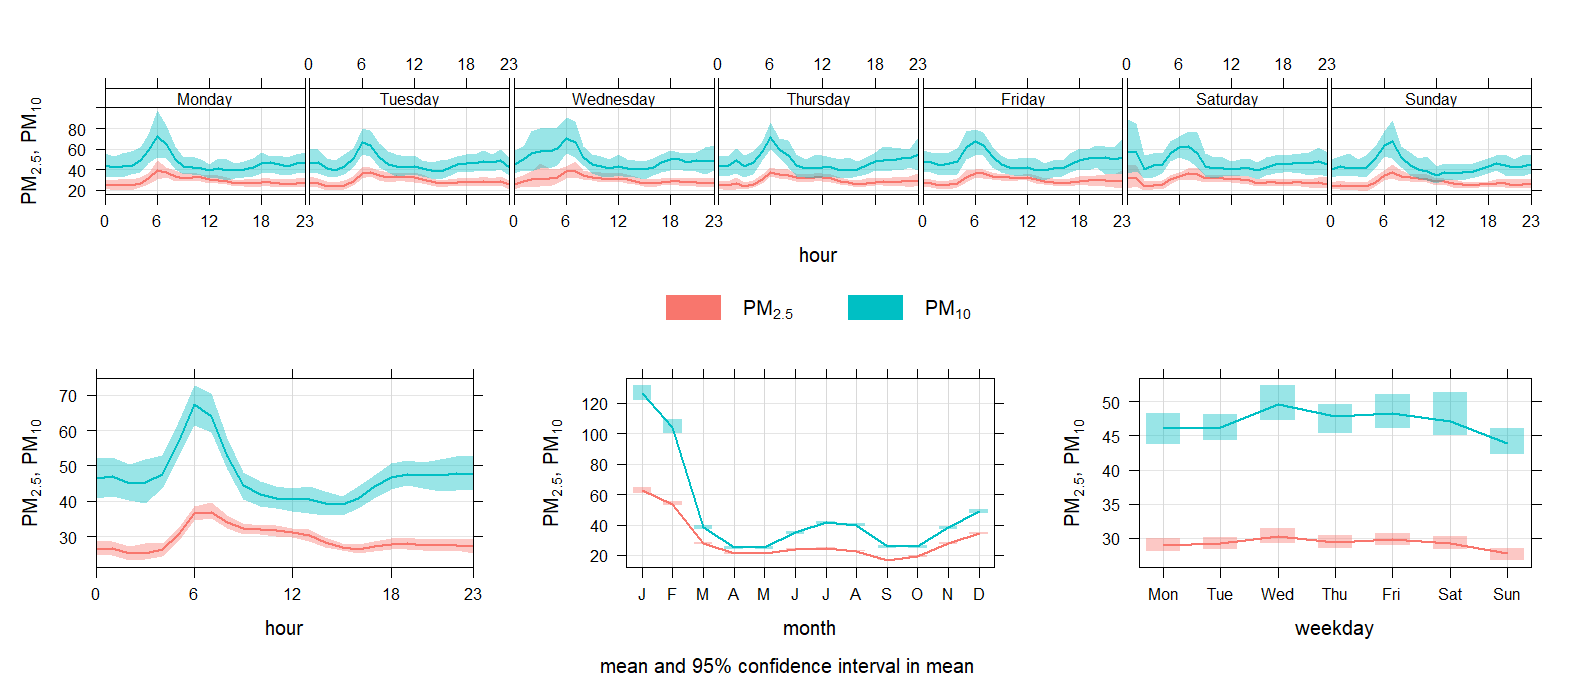 0 6 12 18 23 0 6 12 18 23 0 6 12 18 23
Monday Tuesday Wednesday Thursday Friday Saturday Sunday
PM2.5, PM10
80
60
40
20
0 6 12 18 23 0 6 12 18 23 0 6 12 18 23 0 6 12 18 23
hour
PM2.5 PM10
PM2.5, PM10
70
60
50
40
30
0 6 12 18 23
hour
PM2.5, PM10
120
100
80
60
40
20
J F M A M J J A S O N D
month
PM2.5, PM10
50
45
40
35
30
Mon Tue Wed Thu Fri Sat Sun
weekday
mean and 95% confidence interval in mean